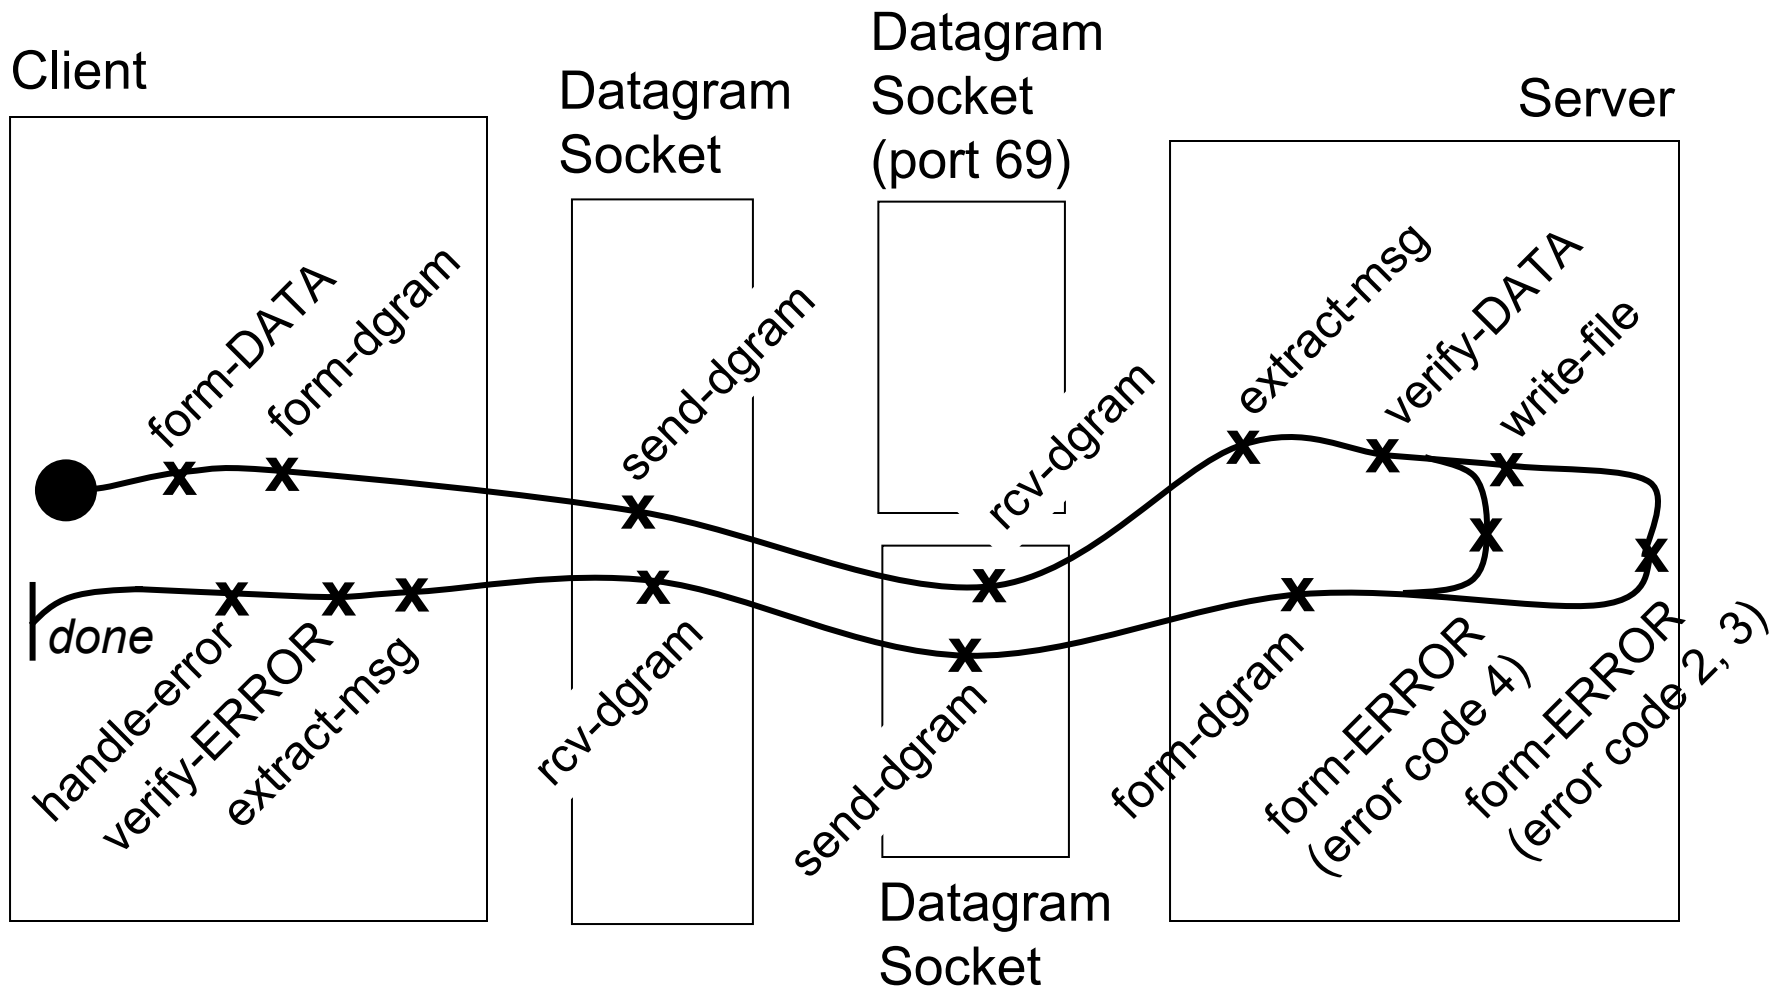 Client
Datagram
Socket
Datagram
Socket
(port 69)
Server
form-DATA
form-dgram
send-dgram
rcv-dgram
extract-msg
verify-DATA
write-file
done
handle-error
verify-ERROR
extract-msg
rcv-dgram
send-dgram
form-dgram
form-ERROR
(error code 4)
form-ERROR
(error code 2, 3)
Datagram
Socket